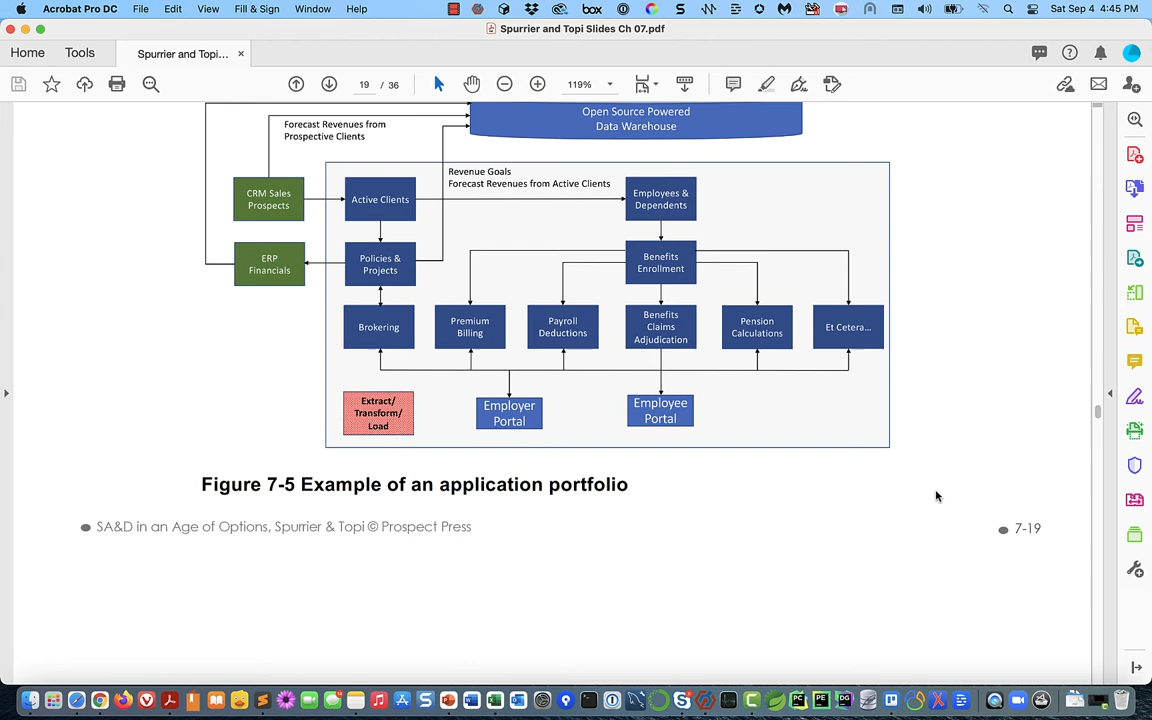 Acrobat Pro DC File Edit View Fill & Sign Window Help
box
Sat Sep 4 4:45 PM
Spurrier and Topi Slides Ch 07.pdf
Home Tools Spurrier and Topi... ×
19 / 36
119%
Open Source Powered
Data Warehouse
Forecast Revenues from
Prospective Clients
Revenue Goals
Forecast Revenues from Active Clients
CRM Sales
Prospects
Active Clients
Employees &
Dependents
ERP
Financials
Policies &
Projects
Benefits
Enrollment
Brokering
Premium
Billing
Payroll
Deductions
Benefits
Claims
Adjudication
Pension
Calculations
Et Cetera...
Extract/
Transform/
Load
Employer
Portal
Employee
Portal
Figure 7-5 Example of an application portfolio
SA&D in an Age of Options, Spurrier & Topi © Prospect Press
7-19